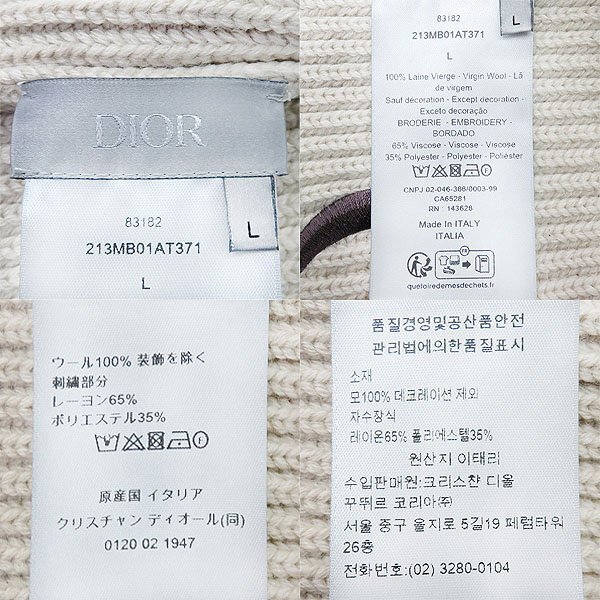 DIOR
L
83182
213MB01AT371
L
83182
213MB01AT371
L
L
100% Laine Vierge - Virgin Wool - Lã
de virgem
Sauf décoration - Except decoration -
Exceto decoração
BRODERIE - EMBROIDERY -
BORDADO
65% Viscose - Viscose - Viscose
35% Polyester - Polyester - Poliéster
CNPJ 02-046-386/0003-99
CA65281
RN : 143628
Made In ITALY
ITALIA
FR
quefairedemesdechets.fr
ウール100% 装飾を除く
刺繍部分
レーヨン65%
ポリエステル35%
原産国 イタリア
クリスチャン ディオール(同)
0120 02 1947
품질경영및공산품안전
관리법에의한품질표시
소재
모100% 데코레이션 제외
자수장식
레이온65% 폴리에스텔35%
원산지 이태리
수입판매원:크리스챤 디올
꾸뛰르 코리아㈜
서울 중구 을지로 5길19 페럼타워
26층
전화번호:(02) 3280-0104